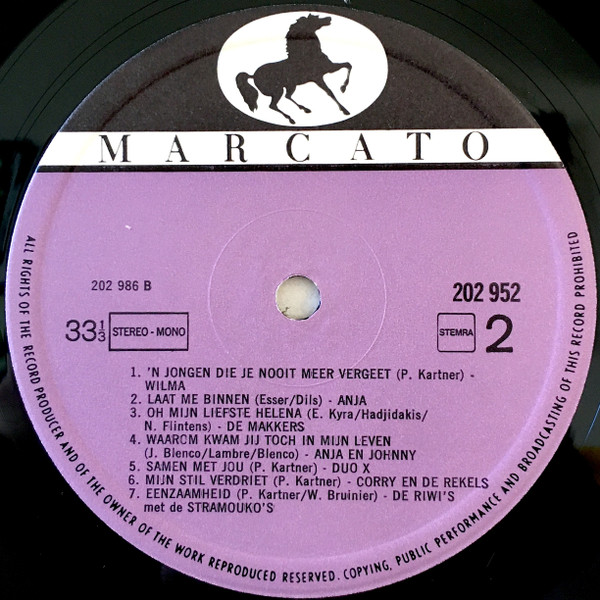 MARCATO
202 986 B
202 952
33 1/3 STEREO - MONO
STEMRA 2
1. 'N JONGEN DIE JE NOOIT MEER VERGEET (P. Kartner) -
WILMA
2. LAAT ME BINNEN (Esser/Dils) - ANJA
3. OH MIJN LIEFSTE HELENA (E. Kyra/Hadjidakis/
N. Flintens) - DE MAKKERS
4. WAAROM KWAM JIJ TOCH IN MIJN LEVEN
(J. Blenco/Lambre/Blenco) - ANJA EN JOHNNY
5. SAMEN MET JOU (P. Kartner) - DUO X
6. MIJN STIL VERDRIET (P. Kartner) - CORRY EN DE REKELS
7. EENZAAMHEID (P. Kartner/W. Bruinier) - DE RIWI'S
met de STRAMOUKO'S
ALL RIGHTS OF THE RECORD PRODUCER AND OF THE OWNER OF THE WORK REPRODUCED RESERVED. COPYING, PUBLIC PERFORMANCE AND BROADCASTING OF THIS RECORD PROHIBITED